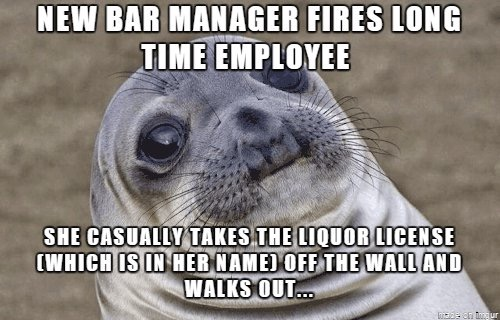 NEW BAR MANAGER FIRES LONG
TIME EMPLOYEE
SHE CASUALLY TAKES THE LIQUOR LICENSE
(WHICH IS IN HER NAME) OFF THE WALL AND
WALKS OUT...
made on imgur